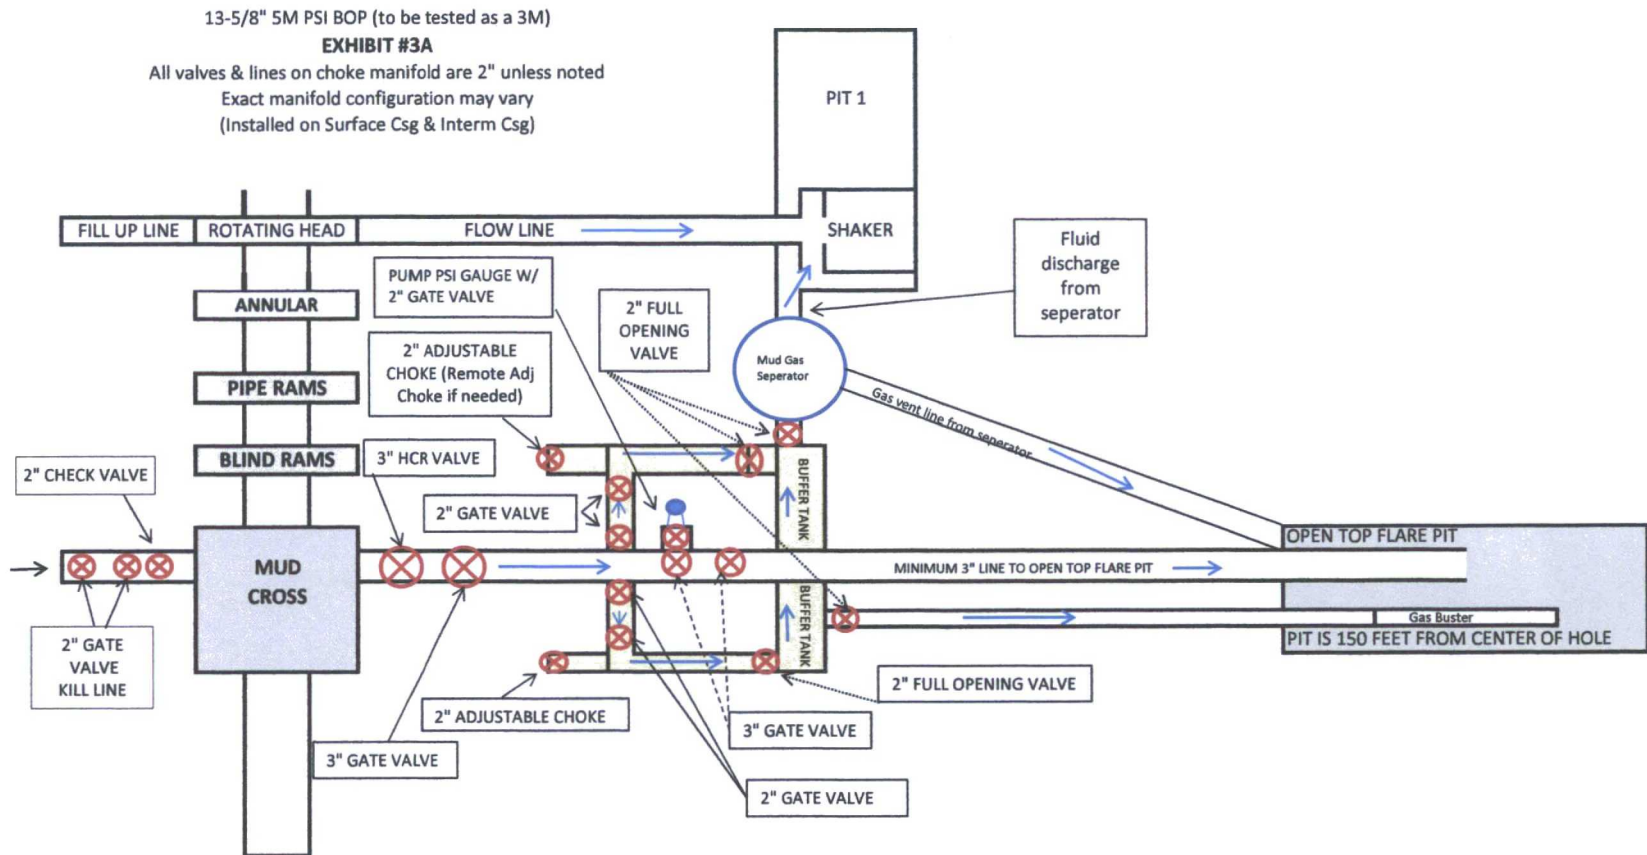 13-5/8" 5M PSI BOP (to be tested as a 3M)
EXHIBIT #3A
All valves & lines on choke manifold are 2" unless noted
Exact manifold configuration may vary
(Installed on Surface Csg & Interm Csg)
PIT 1
FILL UP LINE
ROTATING HEAD
FLOW LINE
SHAKER
Fluid
discharge
from
seperator
PUMP PSI GAUGE W/
2" GATE VALVE
2" FULL
OPENING
VALVE
ANNULAR
2" ADJUSTABLE
CHOKE (Remote Adj
Choke if needed)
Mud Gas
Seperator
PIPE RAMS
Gas vent line from seperator
BLIND RAMS
3" HCR VALVE
2" CHECK VALVE
2" GATE VALVE
BUFFER TANK
OPEN TOP FLARE PIT
MUD
CROSS
MINIMUM 3" LINE TO OPEN TOP FLARE PIT
BUFFER TANK
Gas Buster
PIT IS 150 FEET FROM CENTER OF HOLE
2" GATE
VALVE
KILL LINE
2" FULL OPENING VALVE
2" ADJUSTABLE CHOKE
3" GATE VALVE
3" GATE VALVE
2" GATE VALVE